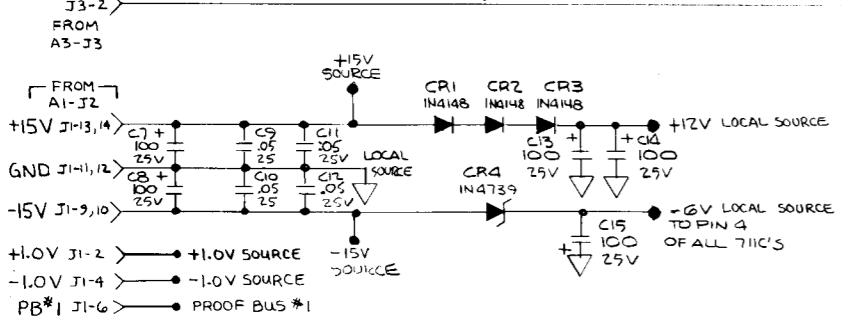 J3-2
FROM
A3-J3
+15V
SOURCE
FROM
A1-J2
CR1 CR2 CR3
1N4148 1N4148 1N4148
+15V J1-13,14
C7 +
100
25V
C9
.05
25
C11
.05
25V
+12V LOCAL SOURCE
+
C13
100
25V
+
C14
100
25V
GND J1-11,12
LOCAL
SOURCE
C8 +
100
25V
C10
.05
25
C12
.05
25V
CR4
1N4739
-15V J1-9,10
-6V LOCAL SOURCE
TO PIN 4
OF ALL 711C'S
C15
100
25V
+
-15V
SOURCE
+1.0V J1-2 +1.0V SOURCE
-1.0V J1-4 -1.0V SOURCE
PB#1 J1-6 PROOF BUS #1